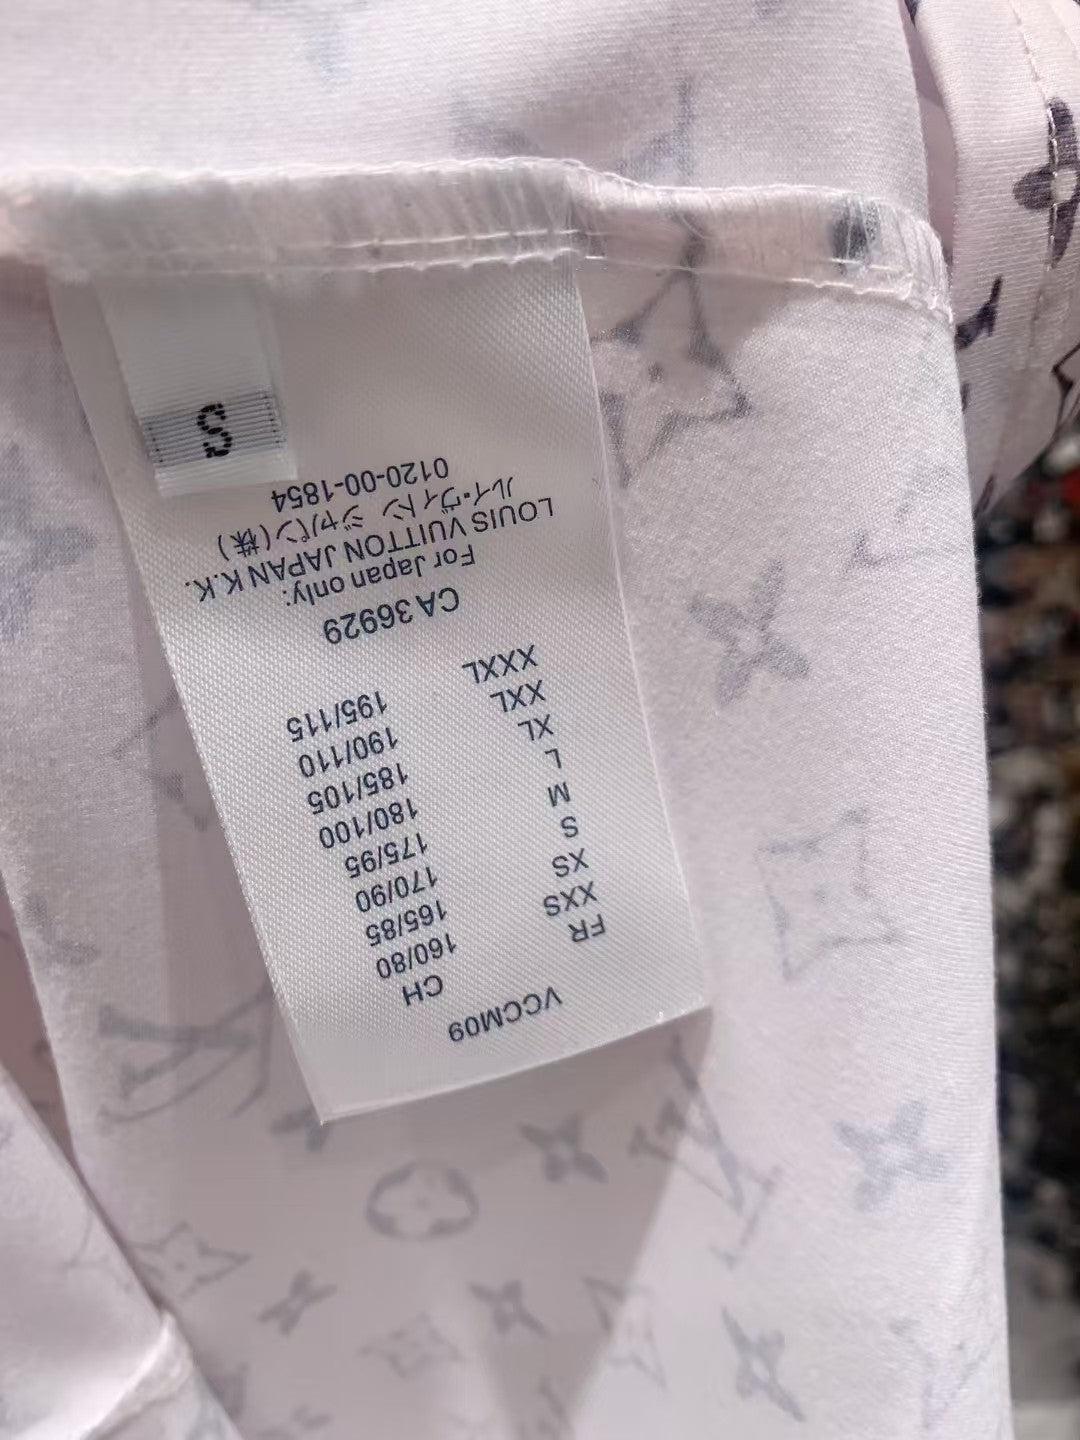 VCCM09
FR CH
XXS 160/80
XS 165/85
S 170/90
M 175/95
L 180/100
XL 185/105
XXL 190/110
XXXL 195/115
CA 36929
For Japan only:
LOUIS VUITTON JAPAN K.K.
ルイ・ヴィトン ジャパン(株)
0120-00-1854
S